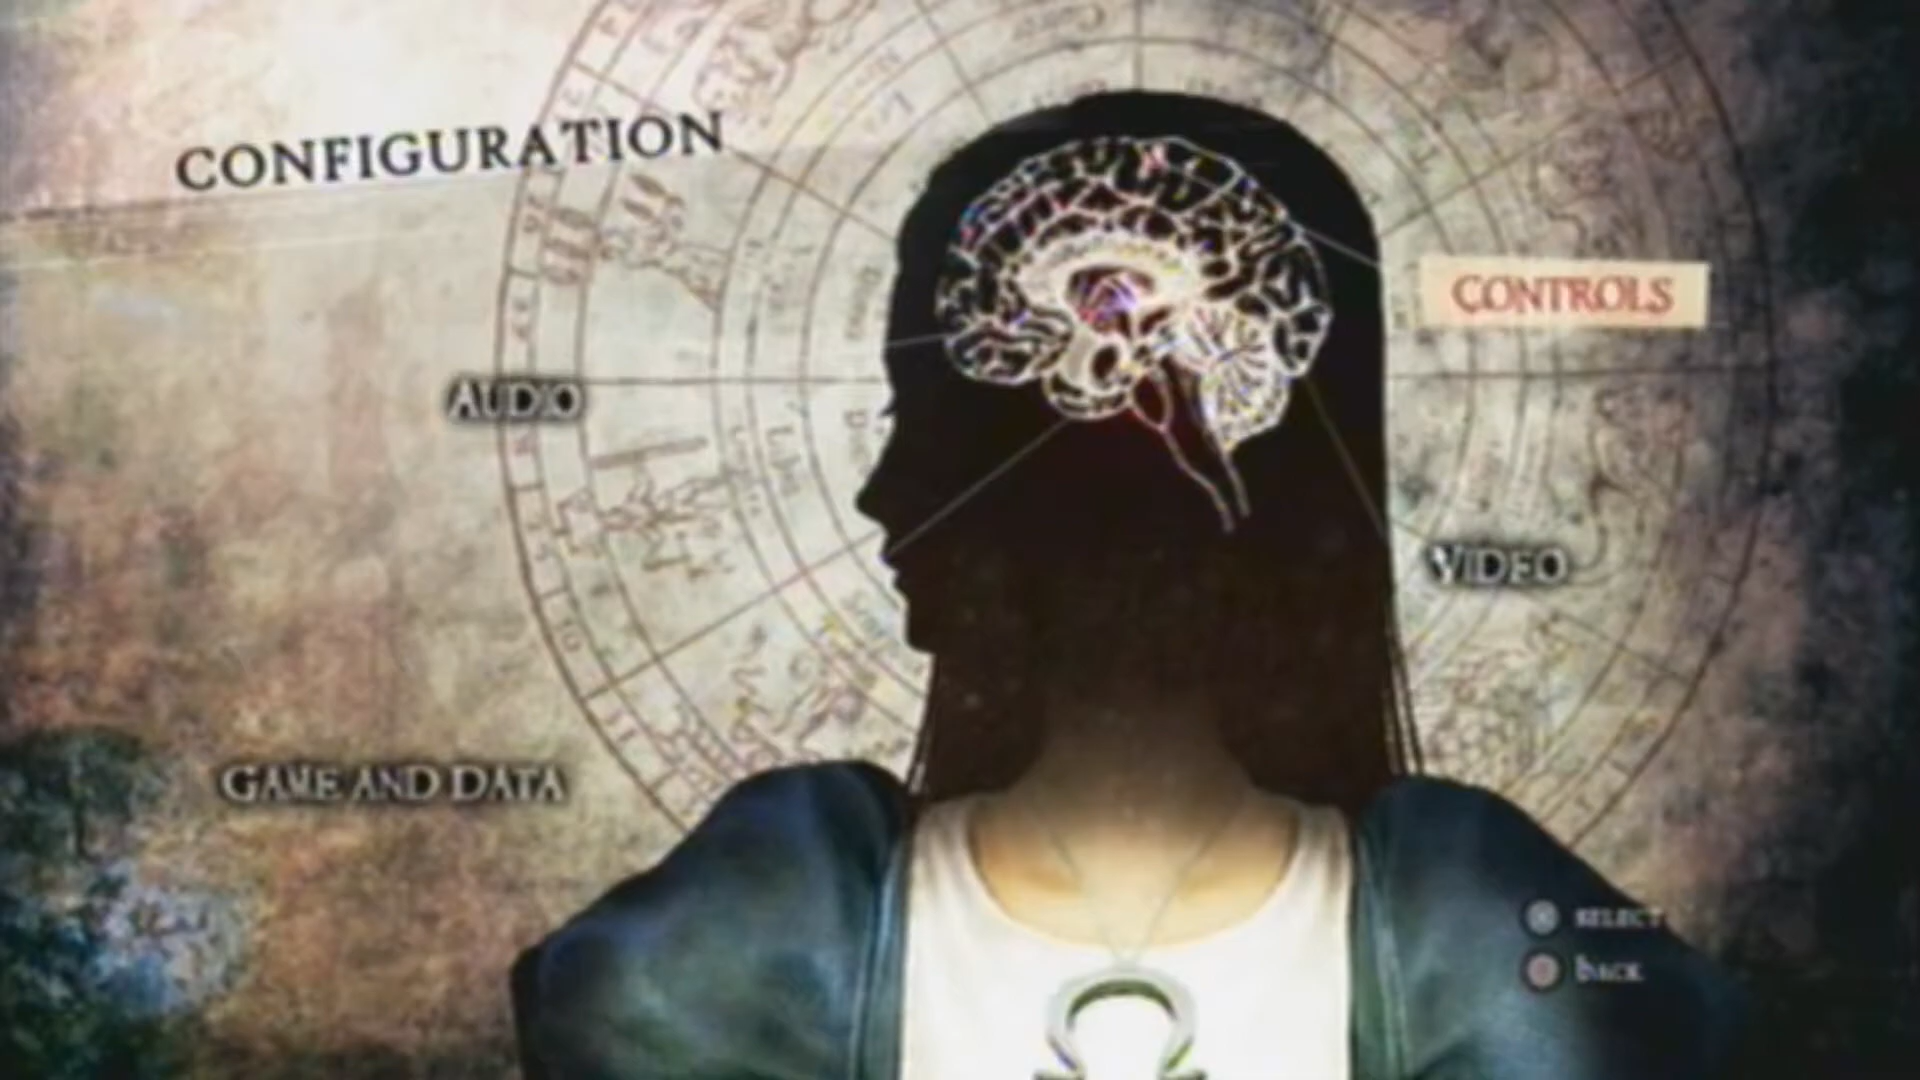 CONFIGURATION
CONTROLS
AUDIO
VIDEO
GAME AND DATA
SELECT
BACK